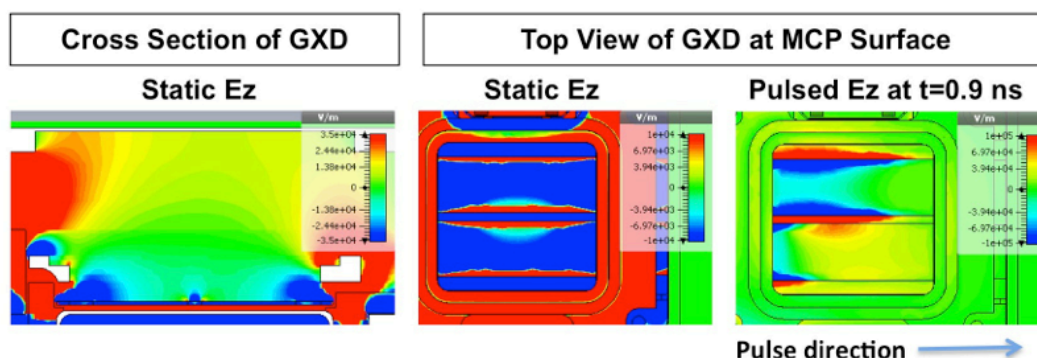 Cross Section of GXD
Top View of GXD at MCP Surface
Static Ez
Static Ez
Pulsed Ez at t=0.9 ns
V/m
3.5e+04
2.44e+04
1.38e+04
0
-1.38e+04
-2.44e+04
-3.5e+04
V/m
1e+04
6.97e+03
3.94e+03
0
-3.94e+03
-6.97e+03
-1e+04
V/m
1e+05
6.97e+04
3.94e+04
0
-3.94e+04
-6.97e+04
-1e+05
Pulse direction